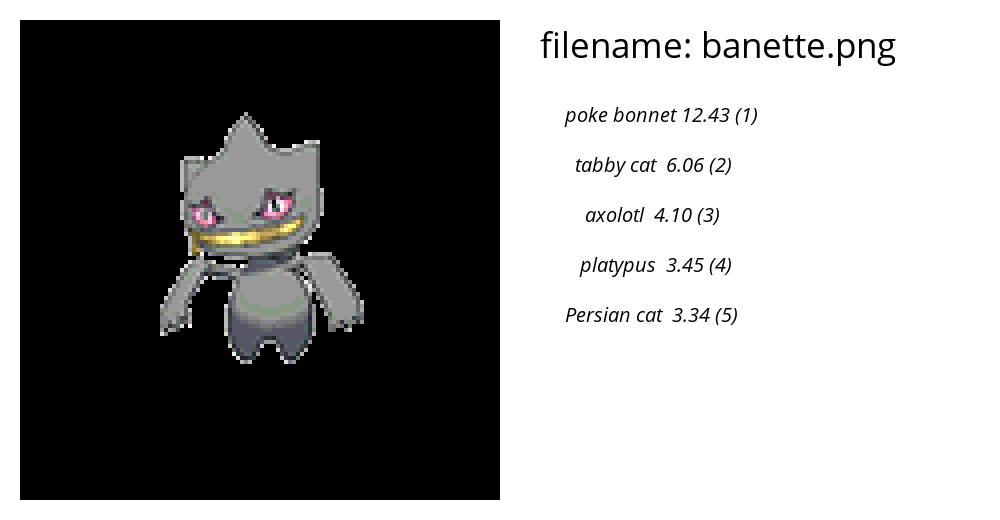 filename: banette.png
poke bonnet 12.43 (1)
tabby cat 6.06 (2)
axolotl 4.10 (3)
platypus 3.45 (4)
Persian cat 3.34 (5)